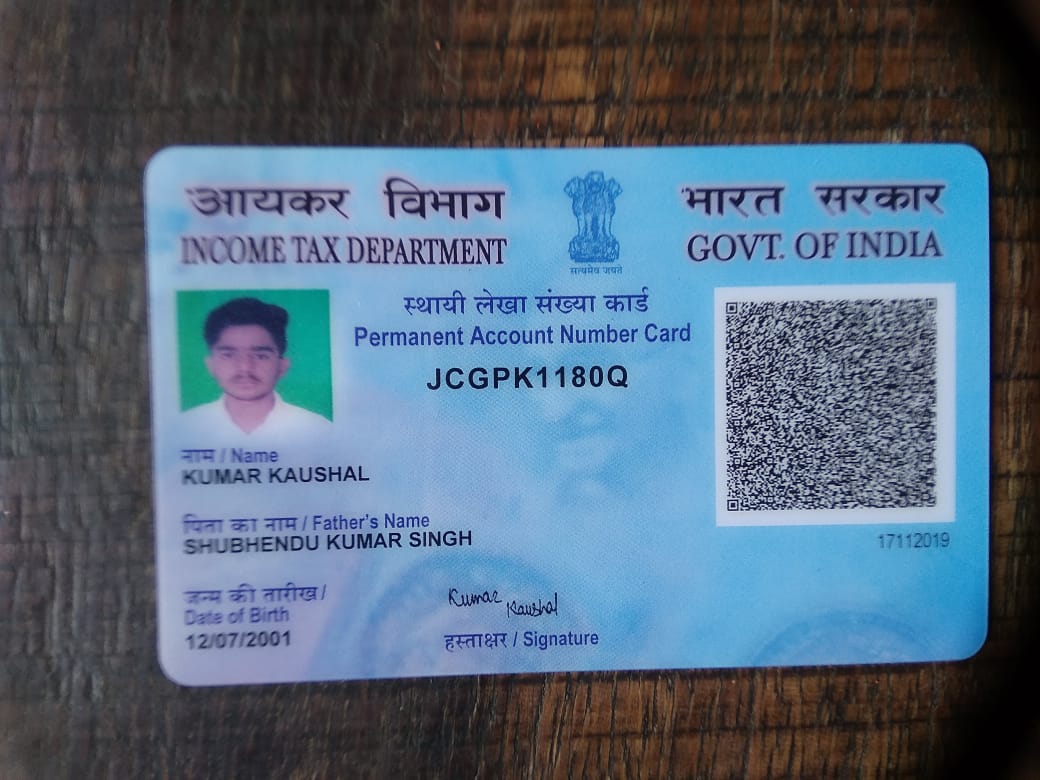 आयकर विभाग
INCOME TAX DEPARTMENT
सत्यमेव जयते
भारत सरकार
GOVT. OF INDIA
स्थायी लेखा संख्या कार्ड
Permanent Account Number Card
JCGPK1180Q
नाम / Name
KUMAR KAUSHAL
पिता का नाम / Father's Name
SHUBHENDU KUMAR SINGH
17112019
जन्म की तारीख /
Date of Birth
12/07/2001
Kumar Kaushal
हस्ताक्षर / Signature